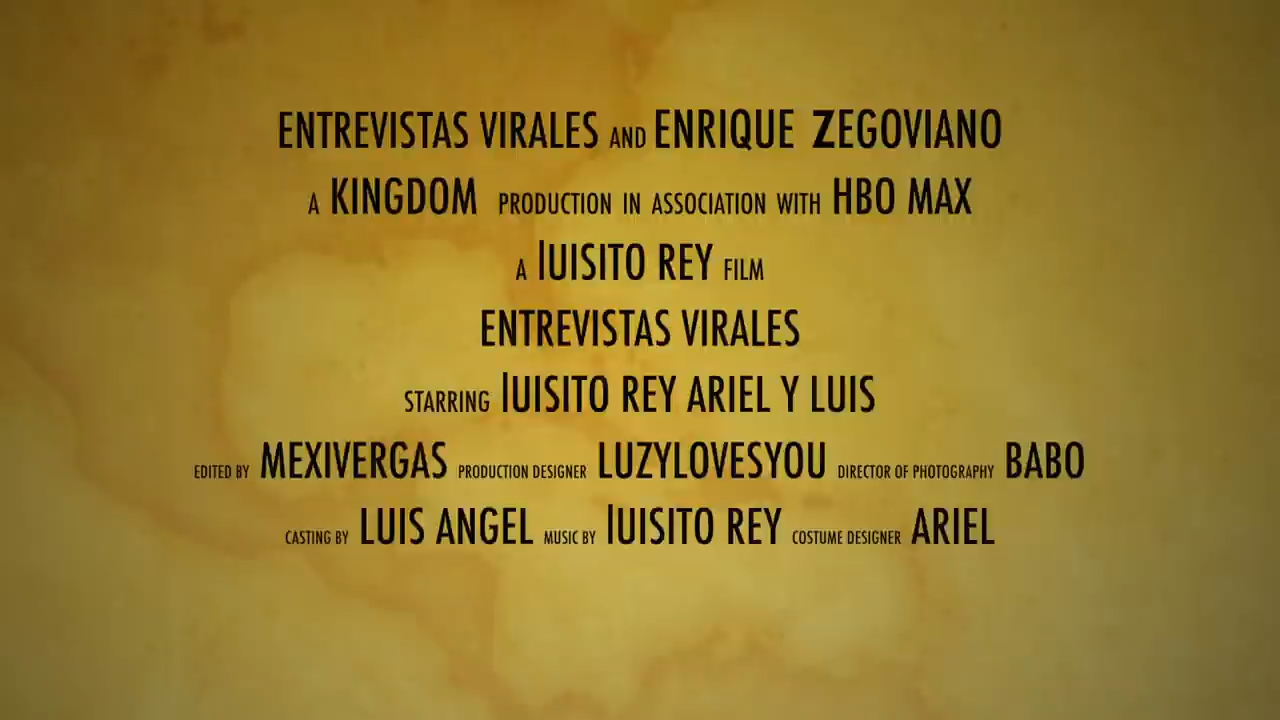 ENTREVISTAS VIRALES AND ENRIQUE ZEGOVIANO
A KINGDOM PRODUCTION IN ASSOCIATION WITH HBO MAX
A lUISITO REY FILM
ENTREVISTAS VIRALES
STARRING lUISITO REY ARIEL Y LUIS
EDITED BY MEXIVERGAS PRODUCTION DESIGNER LUZYLOVESYOU DIRECTOR OF PHOTOGRAPHY BABO
CASTING BY LUIS ANGEL MUSIC BY lUISITO REY COSTUME DESIGNER ARIEL